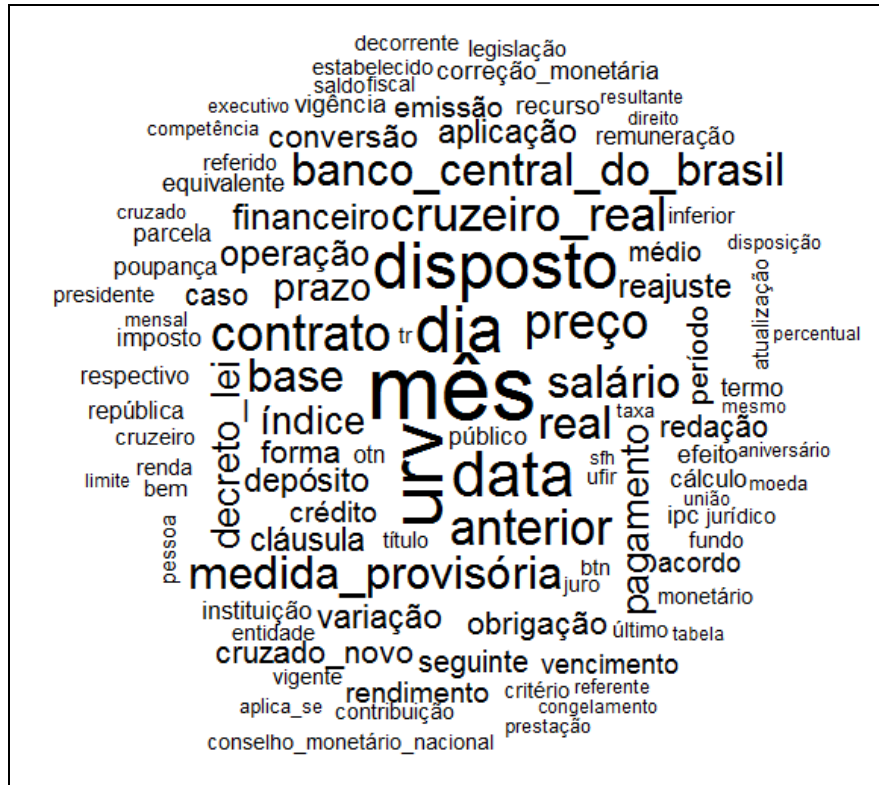 decorrente legislação
estabelecido correção_monetária
saldo fiscal
executivo vigência emissão recurso resultante
competência conversão aplicação direito remuneração
referido banco_central_do_brasil
equivalente
cruzado financeiro cruzeiro_real inferior
parcela
poupança operação disposto médio disposição
presidente caso prazo reajuste atualização
mensal
imposto contrato tr dia preço período percentual
respectivo decreto_lei base mês salário termo
república índice urv público real taxa mesmo
cruzeiro redação
limite renda forma otn data sfh pagamento efeito aniversário
bem depósito ufir cálculo moeda
pessoa crédito anterior união
cláusula título ipc jurídico
medida_provisória btn acordo fundo
juro monetário
instituição variação obrigação último tabela
entidade
cruzado_novo seguinte vencimento
vigente rendimento critério referente
aplica_se contribuição congelamento
prestação
conselho_monetário_nacional